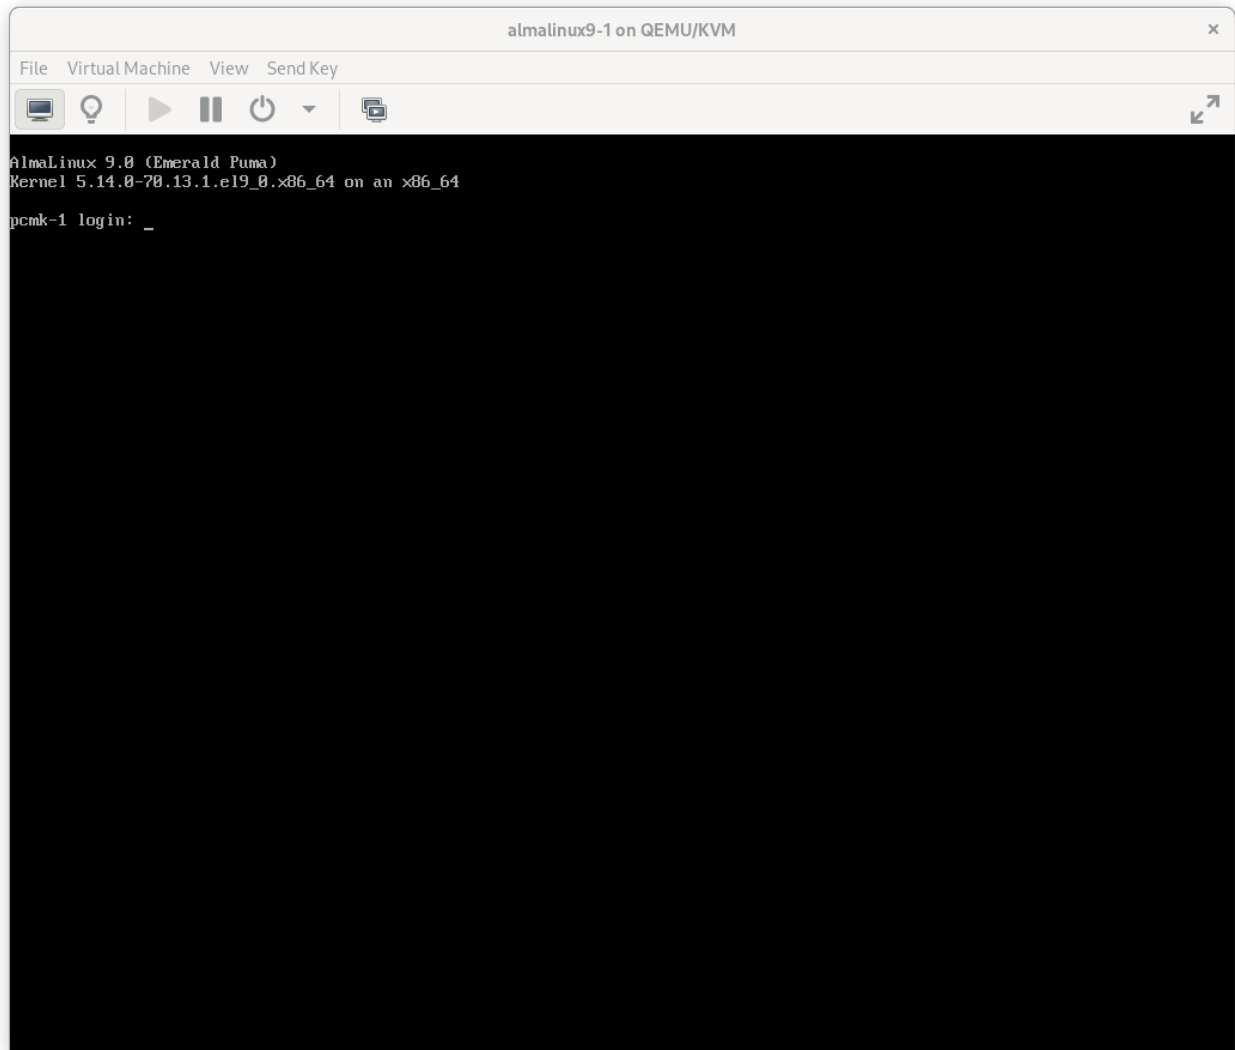 almalinux9-1 on QEMU/KVM
File Virtual Machine View Send Key
AlmaLinux 9.0 (Emerald Puma)
Kernel 5.14.0-70.13.1.el9_0.x86_64 on an x86_64
pcmk-1 login: _